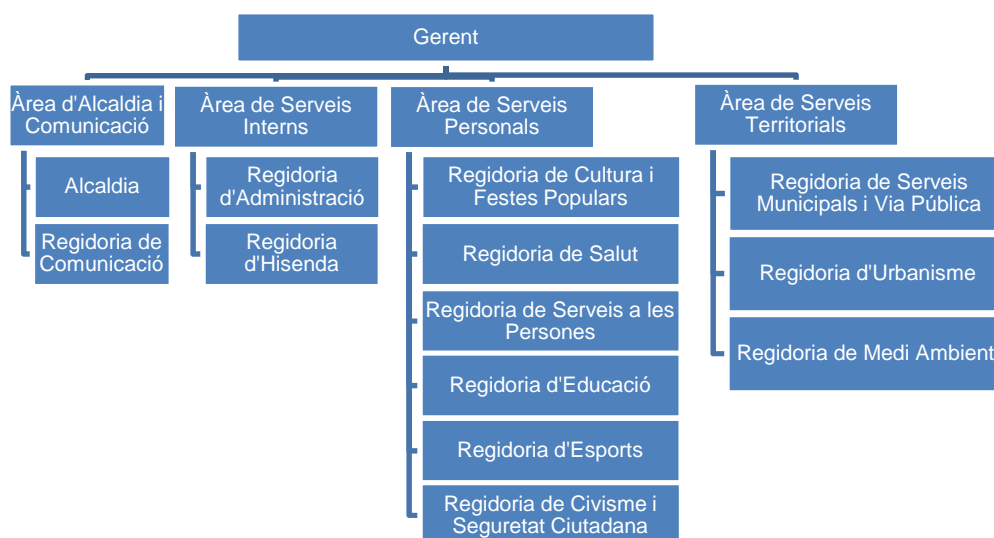 Gerent
Àrea d'Alcaldia i
Comunicació
Alcaldia
Regidoria de
Comunicació
Àrea de Serveis
Interns
Regidoria
d'Administració
Regidoria
d'Hisenda
Àrea de Serveis
Personals
Regidoria de Cultura i
Festes Populars
Regidoria de Salut
Regidoria de Serveis a les
Persones
Regidoria d'Educació
Regidoria d'Esports
Regidoria de Civisme i
Seguretat Ciutadana
Àrea de Serveis
Territorials
Regidoria de Serveis
Municipals i Via Pública
Regidoria d'Urbanisme
Regidoria de Medi Ambient